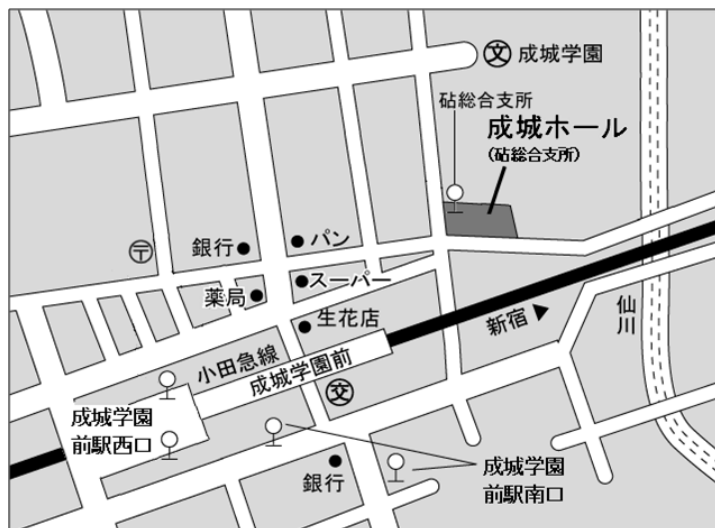 文 成城学園
砧総合支所
成城ホール
(砧総合支所)
〒
銀行
パン
スーパー
薬局
生花店
新宿
仙川
小田急線
成城学園前
交
成城学園
前駅西口
銀行
成城学園
前駅南口